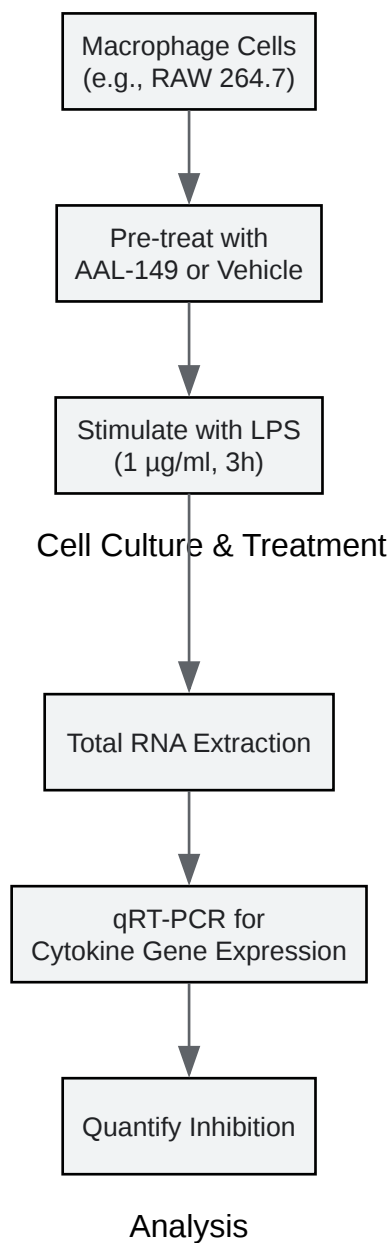 Macrophage Cells
(e.g., RAW 264.7)
Pre-treat with
AAL-149 or Vehicle
Stimulate with LPS
(1 µg/ml, 3h)
Cell Culture & Treatment
Total RNA Extraction
qRT-PCR for
Cytokine Gene Expression
Quantify Inhibition
Analysis